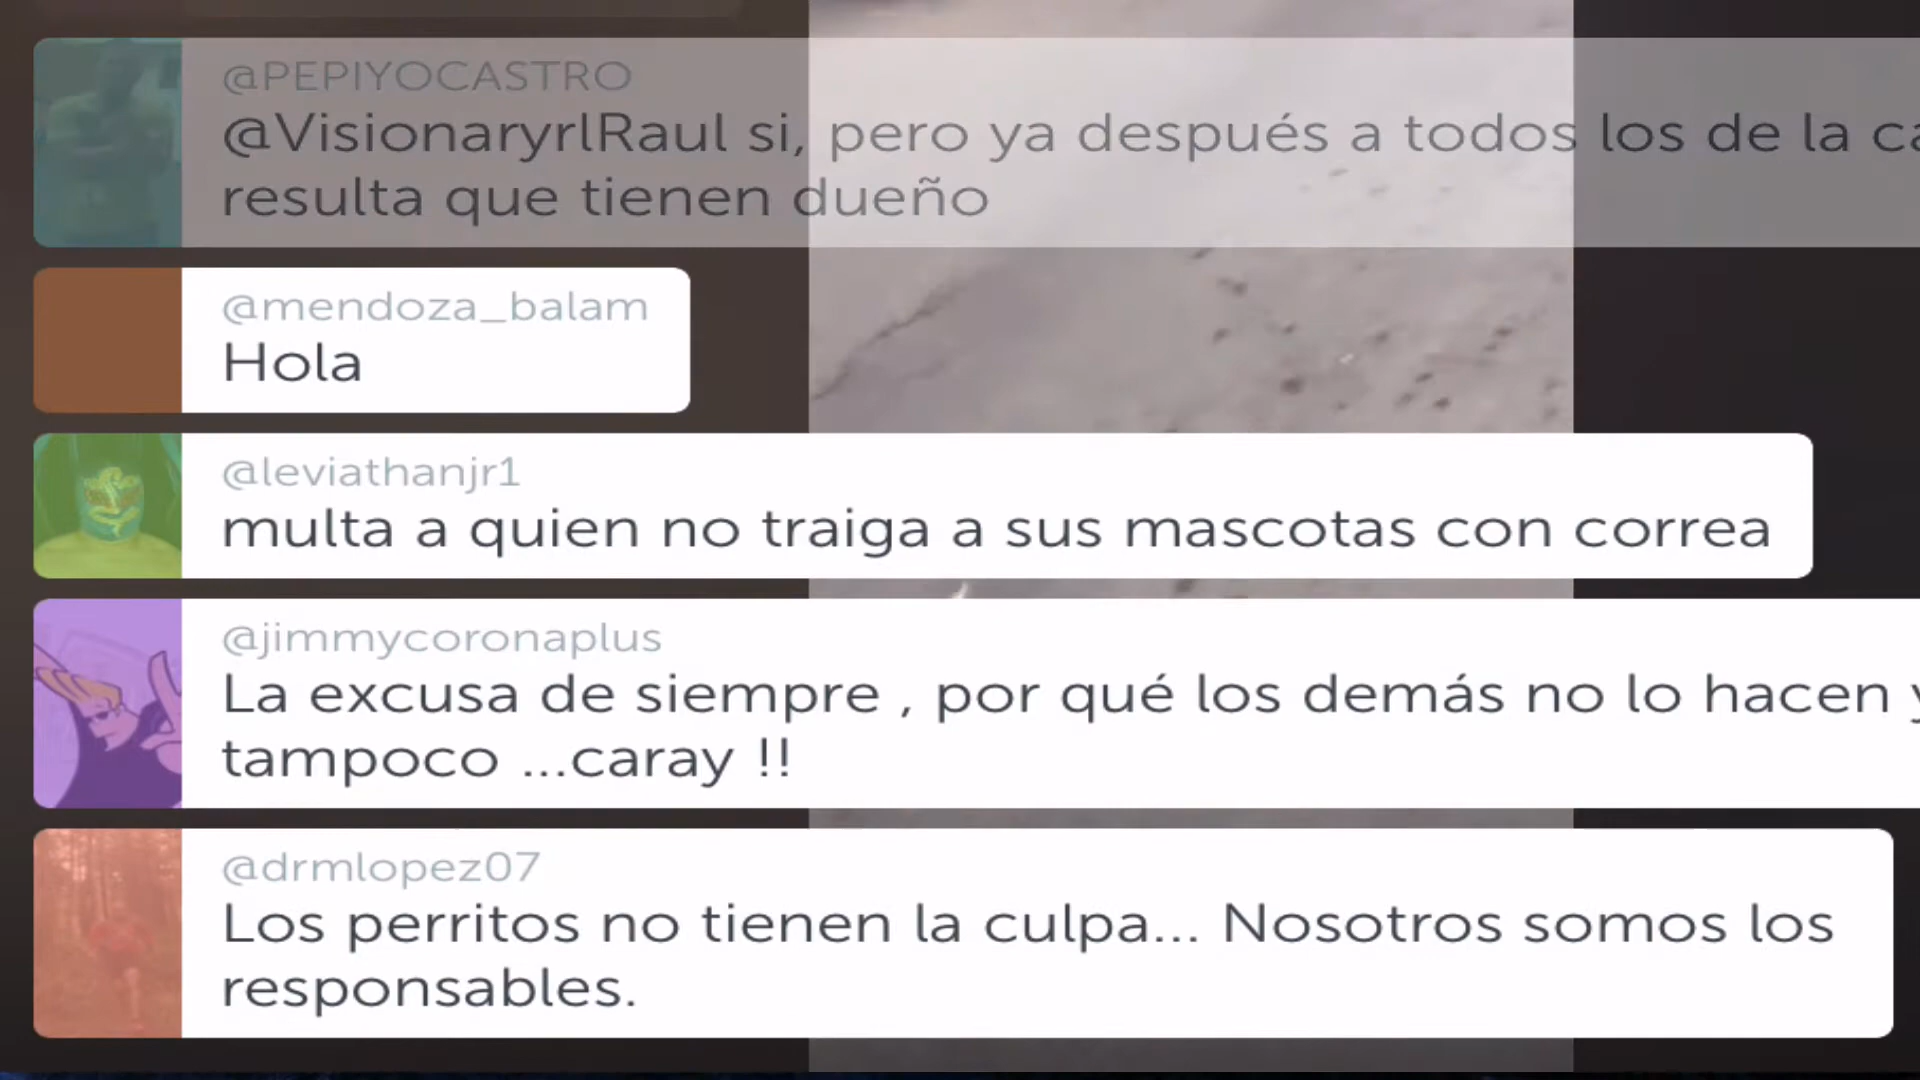 @PEPIYOCASTRO
@VisionaryrlRaul si, pero ya después a todos los de la
resulta que tienen dueño
@mendoza_balam
Hola
@leviathanjr1
multa a quien no traiga a sus mascotas con correa
@jimmycoronaplus
La excusa de siempre , por qué los demás no lo hacen
tampoco ...caray !!
@drmlopez07
Los perritos no tienen la culpa... Nosotros somos los
responsables.